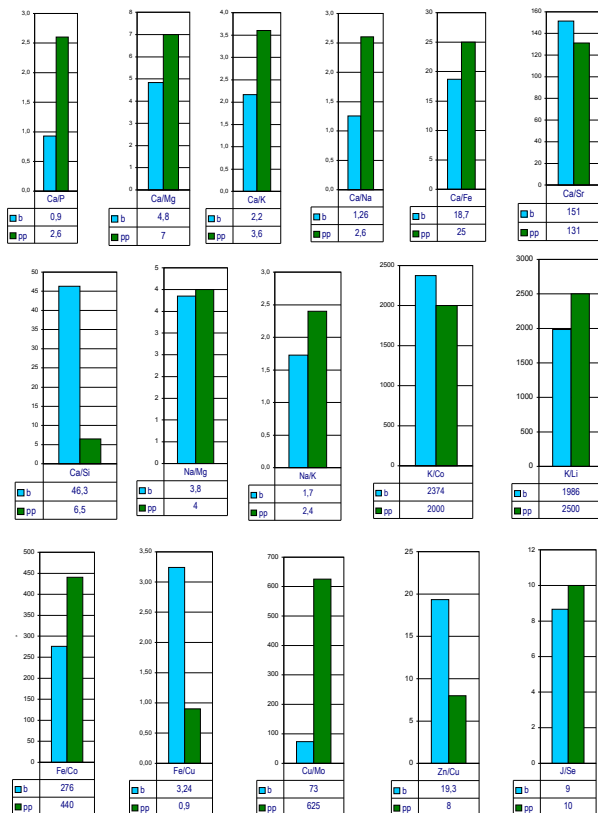 3,0
2,5
2,0
1,5
1,0
0,5
0,0
Ca/P
b 0,9
pp 2,6
8
7
6
5
4
3
2
1
0
Ca/Mg
b 4,8
pp 7
4,0
3,5
3,0
2,5
2,0
1,5
1,0
0,5
0,0
Ca/K
b 2,2
pp 3,6
3,0
2,5
2,0
1,5
1,0
0,5
0,0
Ca/Na
b 1,26
pp 2,6
30
25
20
15
10
5
0
Ca/Fe
b 18,7
pp 25
160
140
120
100
80
60
40
20
0
Ca/Sr
b 151
pp 131
50
45
40
35
30
25
20
15
10
5
0
Ca/Si
b 46,3
pp 6,5
5
4
4
3
3
2
2
1
1
0
Na/Mg
b 3,8
pp 4
3,0
2,5
2,0
1,5
1,0
0,5
0,0
Na/K
b 1,7
pp 2,4
2500
2000
1500
1000
500
0
K/Co
b 2374
pp 2000
3000
2500
2000
1500
1000
500
0
K/Li
b 1986
pp 2500
500
450
400
350
300
250
200
150
100
50
0
Fe/Co
b 276
pp 440
3,50
3,00
2,50
2,00
1,50
1,00
0,50
0,00
Fe/Cu
b 3,24
pp 0,9
700
600
500
400
300
200
100
0
Cu/Mo
b 73
pp 625
25
20
15
10
5
0
Zn/Cu
b 19,3
pp 8
12
10
8
6
4
2
0
J/Se
b 9
pp 10